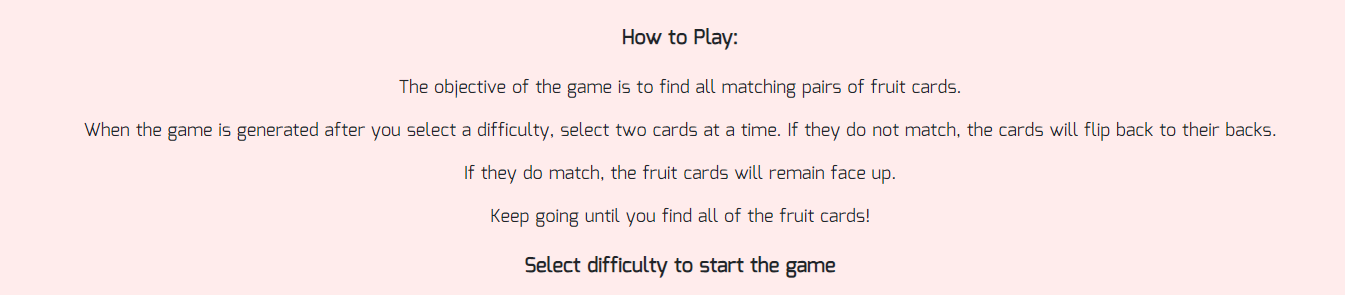 How to Play:
The objective of the game is to find all matching pairs of fruit cards.
When the game is generated after you select a difficulty, select two cards at a time. If they do not match, the cards will flip back to their backs.
If they do match, the fruit cards will remain face up.
Keep going until you find all of the fruit cards!
Select difficulty to start the game